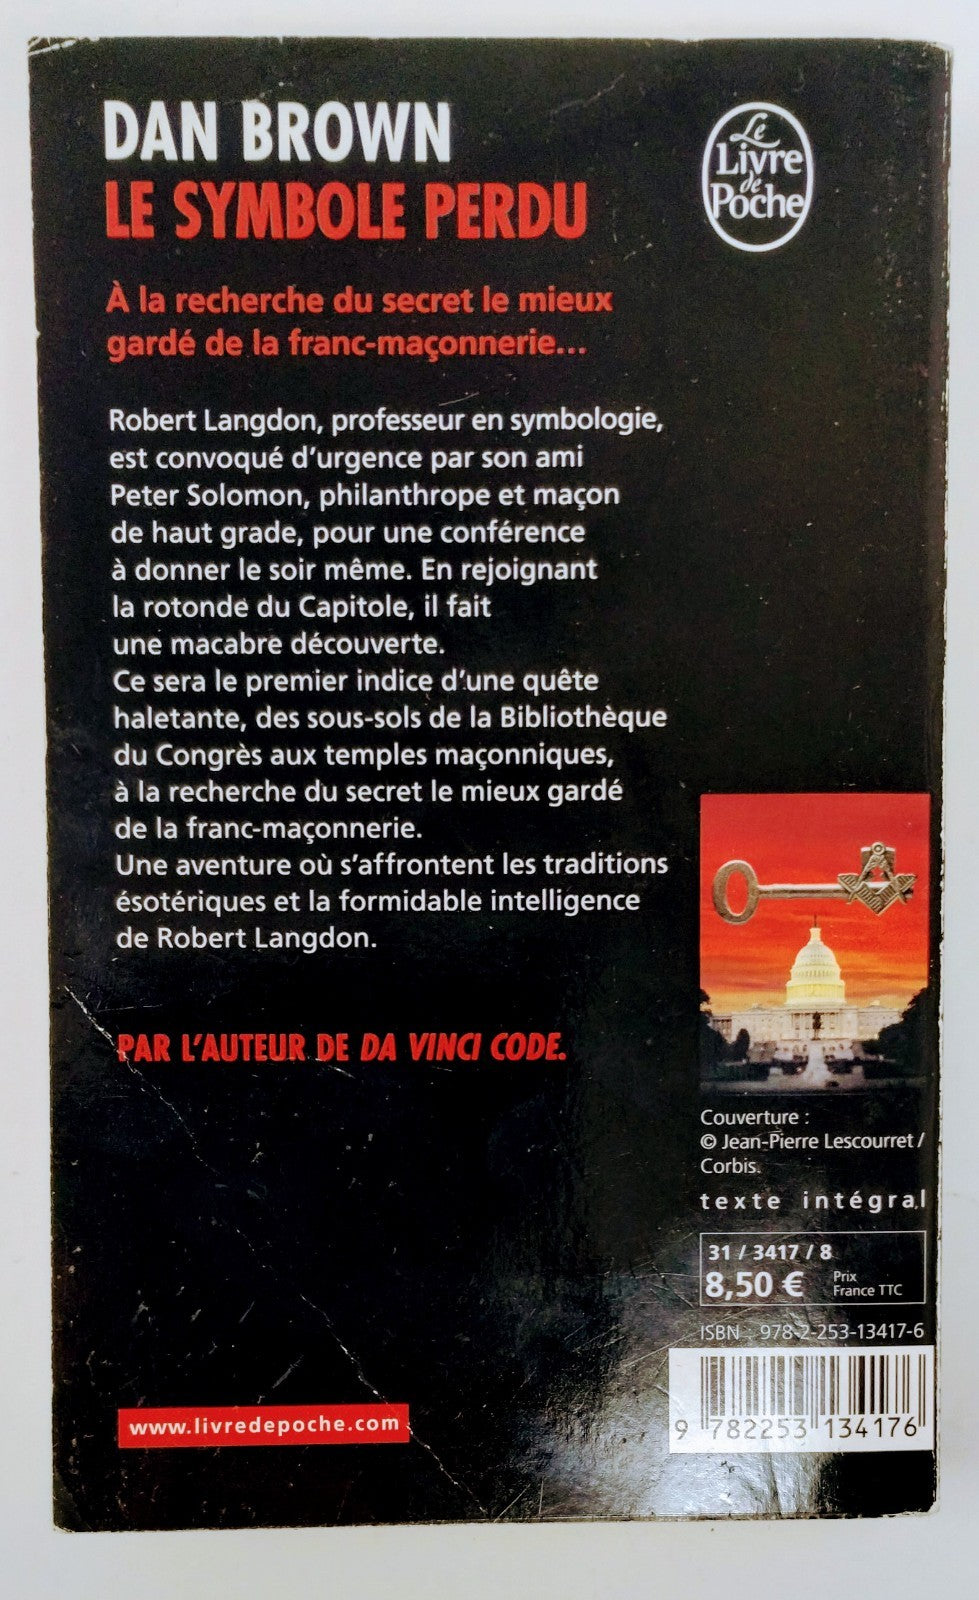 DAN BROWN
LE SYMBOLE PERDU
Le
Livre
de
Poche
À la recherche du secret le mieux
gardé de la franc-maçonnerie...
Robert Langdon, professeur en symbologie,
est convoqué d'urgence par son ami
Peter Solomon, philanthrope et maçon
de haut grade, pour une conférence
à donner le soir même. En rejoignant
la rotonde du Capitole, il fait
une macabre découverte.
Ce sera le premier indice d'une quête
haletante, des sous-sols de la Bibliothèque
du Congrès aux temples maçonniques,
à la recherche du secret le mieux gardé
de la franc-maçonnerie.
Une aventure où s'affrontent les traditions
ésotériques et la formidable intelligence
de Robert Langdon.
PAR L'AUTEUR DE DA VINCI CODE.
Couverture :
© Jean-Pierre Lescourret /
Corbis.
texte intégral
31 / 3417 / 8
8,50 € Prix
France TTC
ISBN : 978-2-253-13417-6
9 782253 134176
www.livredepoche.com